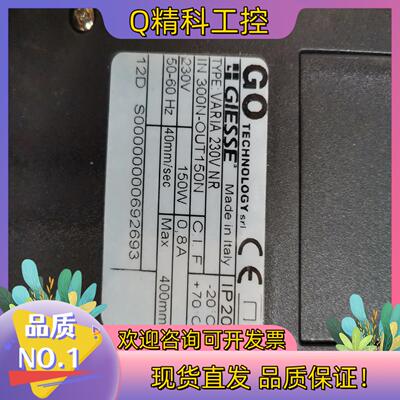 Q精科工控
GO
TECHNOLOGY srl
GIESSE
Made in Italy
TYPE VARIA 230V NR
IP20
IN 300N-OUT150N
C I F
-20 C
+70 C
230V
150W
0,8A
50-60 Hz
40mm/sec
Max
400mm
12D S00000000692693
CE
品质
NO.1
欢迎咨询可开发票
现货直发 品质保证！